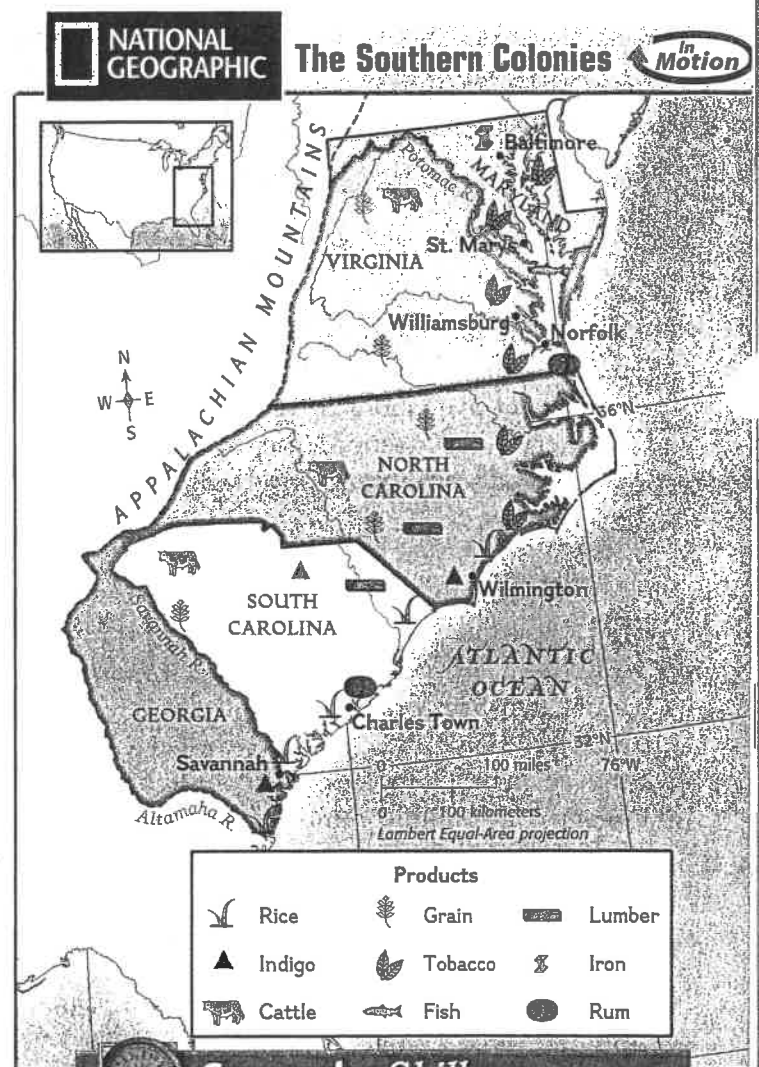 NATIONAL
GEOGRAPHIC
The Southern Colonies
In
Motion
APPALACHIAN MOUNTAINS
Baltimore
Potomac R.
MARYLAND
St. Marys
VIRGINIA
Williamsburg
Norfolk
N
W E
S
36°N
NORTH
CAROLINA
Wilmington
SOUTH
CAROLINA
Savannah R.
ATLANTIC
OCEAN
GEORGIA
Charles Town
Savannah
32°N
76°W
0 100 miles
0 100 kilometers
Lambert Equal-Area projection
Altamaha R.
Products
Rice Grain Lumber
Indigo Tobacco Iron
Cattle Fish Rum